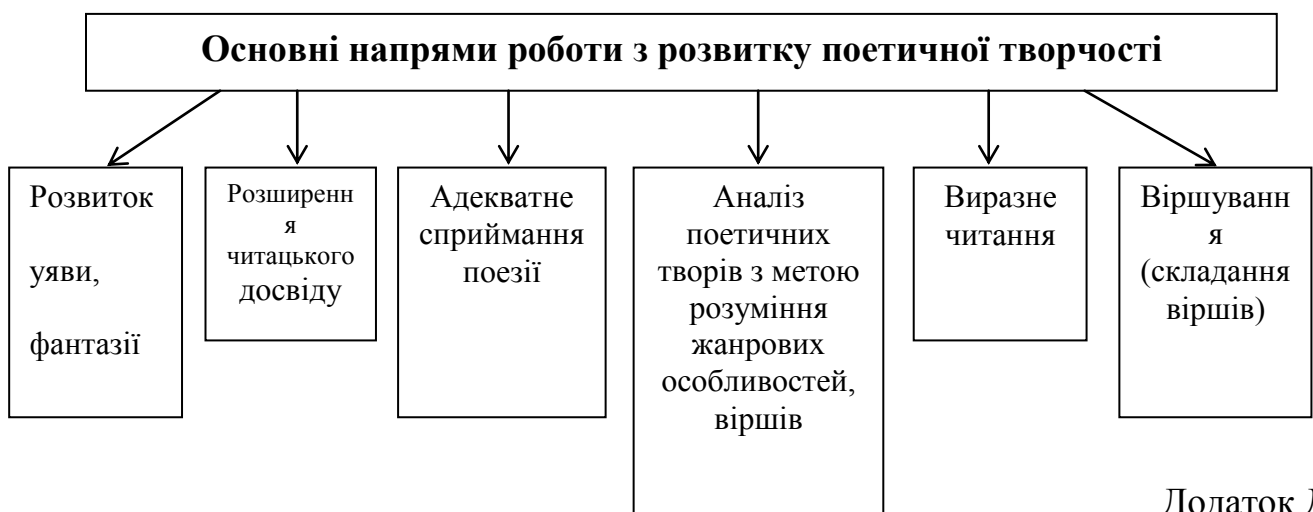 Основні напрями роботи з розвитку поетичної творчості
Розвиток
уяви,
фантазії
Розширенн
я
читацького
досвіду
Адекватне
сприймання
поезії
Аналіз
поетичних
творів з метою
розуміння
жанрових
особливостей,
віршів
Виразне
читання
Віршуванн
я
(складання
віршів)
Додаток